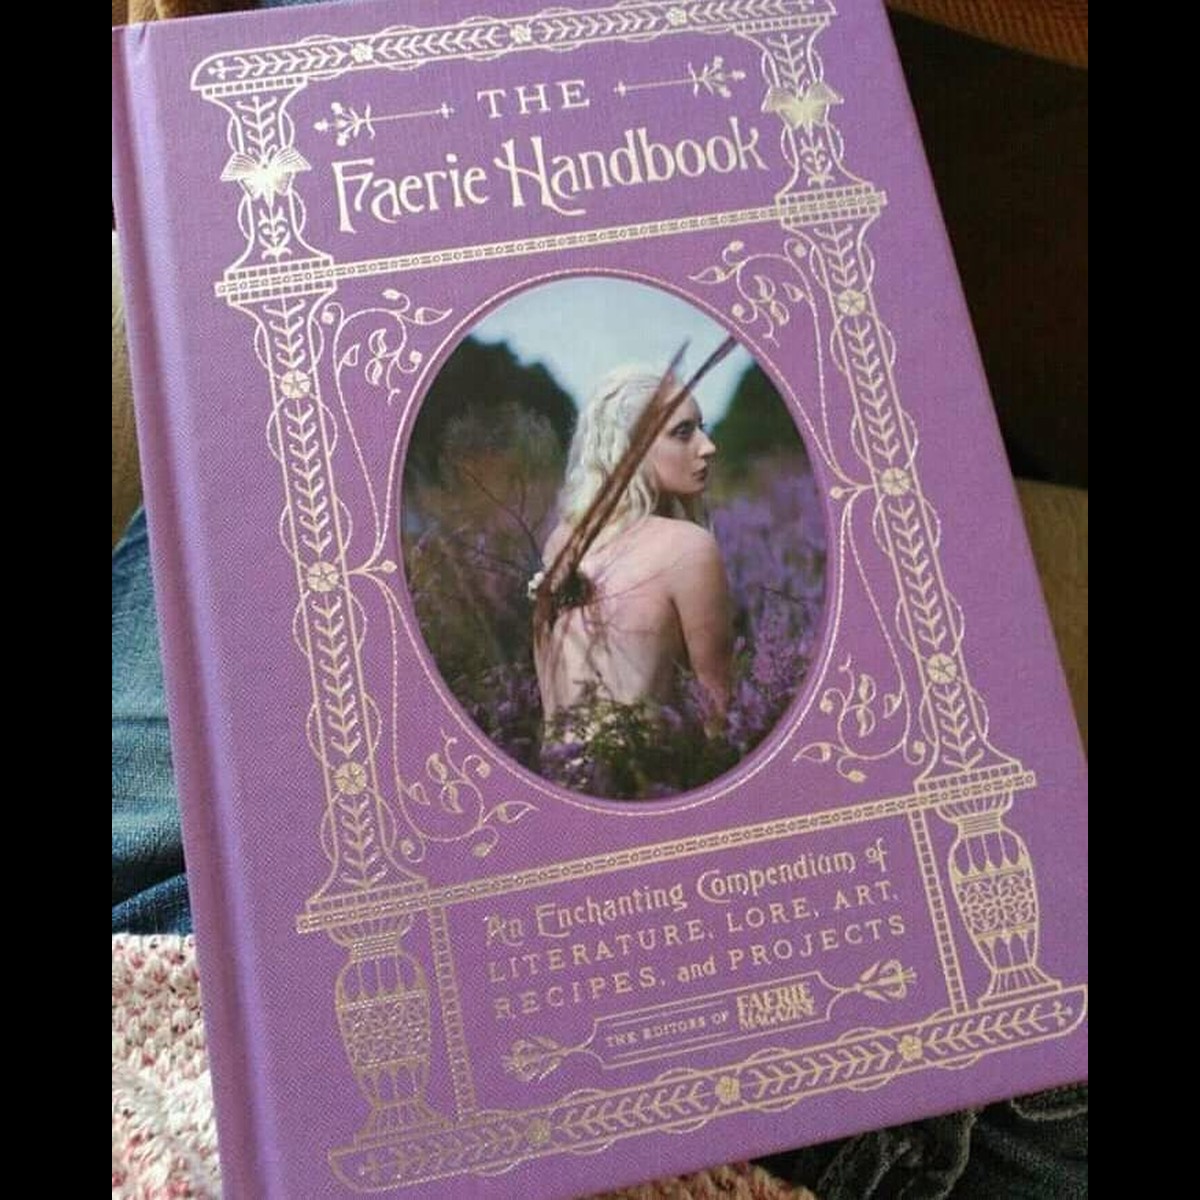 THE
Faerie Handbook
An Enchanting Compendium of
LITERATURE, LORE, ART,
RECIPES, and PROJECTS
THE EDITORS OF FAERIE MAGAZINE